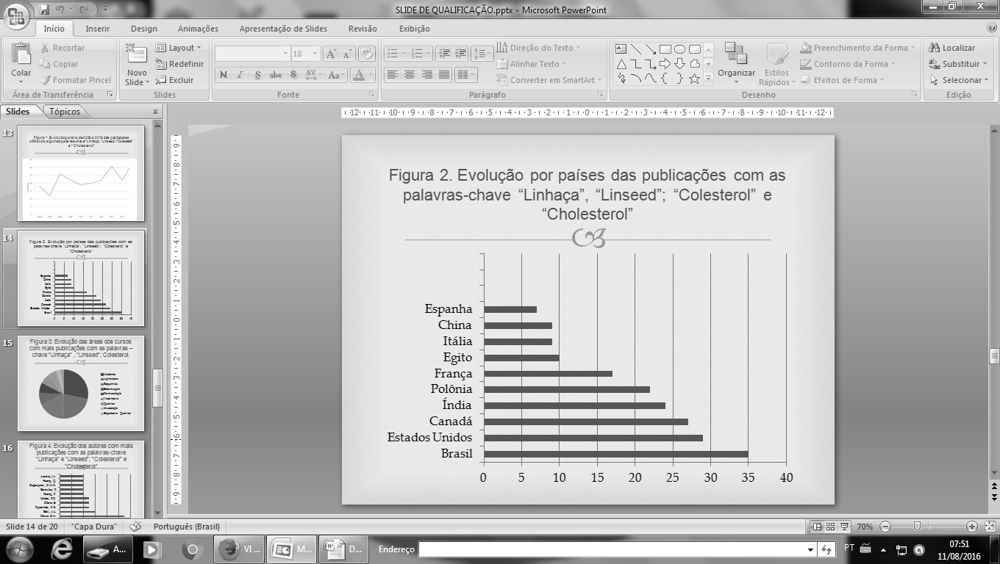 SLIDE DE QUALIFICAÇÃO.pptx - Microsoft PowerPoint
Início Inserir Design Animações Apresentação de Slides Revisão Exibição
Colar
Recortar
Copiar
Formatar Pincel
Área de Transferência
Novo
Slide
Layout
Redefinir
Excluir
Slides
18
Fonte
Direção do Texto
Alinhar Texto
Converter em SmartArt
Parágrafo
Organizar
Estilos
Rápidos
Preenchimento da Forma
Contorno da Forma
Efeitos de Forma
Desenho
Localizar
Substituir
Selecionar
Edição
Slides Tópicos
13
14
Figura 2. Evolução por países das publicações com as
palavras-chave "Linhaça", "Linseed"; "Colesterol" e
"Cholesterol"
15
Figura 3. Evolução das áreas dos cursos
com mais publicações com as palavras –
chave "Linhaça" , "Linseed"; Colesterol.
16
Figura 4. Evolução dos autores com mais
publicações com as palavras-chave
"Linhaça" e "Linseed"; "Colesterol" e
"Cholesterol"
Figura 2. Evolução por países das publicações com as
palavras-chave “Linhaça”, “Linseed”; “Colesterol” e
“Cholesterol”
Espanha
China
Itália
Egito
França
Polônia
Índia
Canadá
Estados Unidos
Brasil
0 5 10 15 20 25 30 35 40
Slide 14 de 20 "Capa Dura" Português (Brasil) 70%
A... VI ... M... D... Endereço PT 07:51
11/08/2016